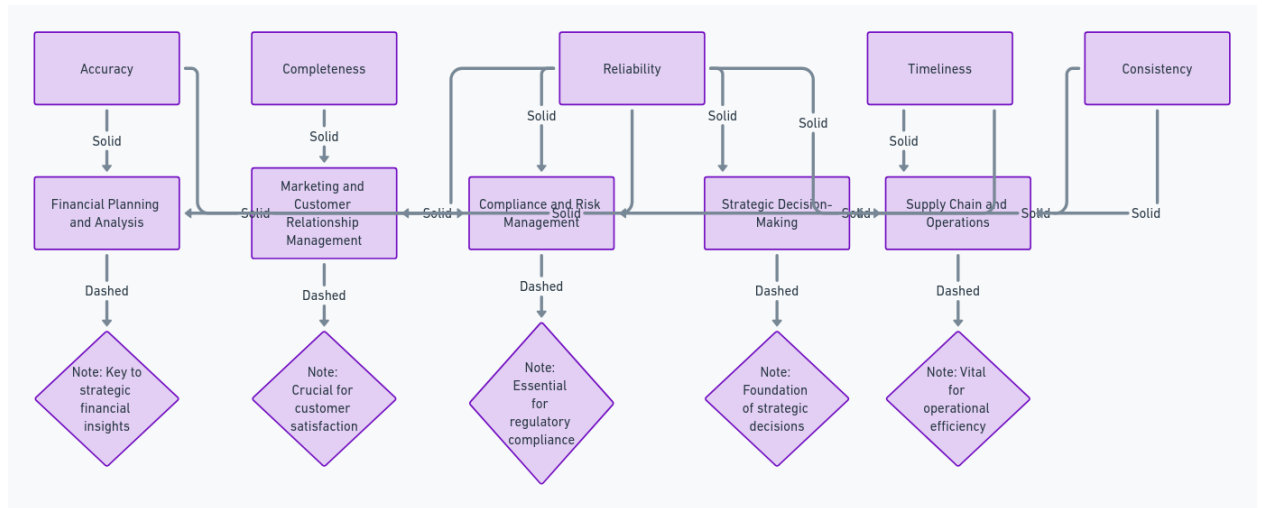 Accuracy
Completeness
Reliability
Timeliness
Consistency
Solid
Solid
Solid
Solid
Solid
Solid
Financial Planning
and Analysis
Marketing and
Customer
Relationship
Management
Compliance and Risk
Management
Strategic Decision-
Making
Supply Chain and
Operations
Solid
Solid
Solid
Solid
Solid
Solid
Dashed
Dashed
Dashed
Dashed
Dashed
Note: Key to
strategic
financial
insights
Note:
Crucial for
customer
satisfaction
Note:
Essential
for
regulatory
compliance
Note:
Foundation
of strategic
decisions
Note: Vital
for
operational
efficiency